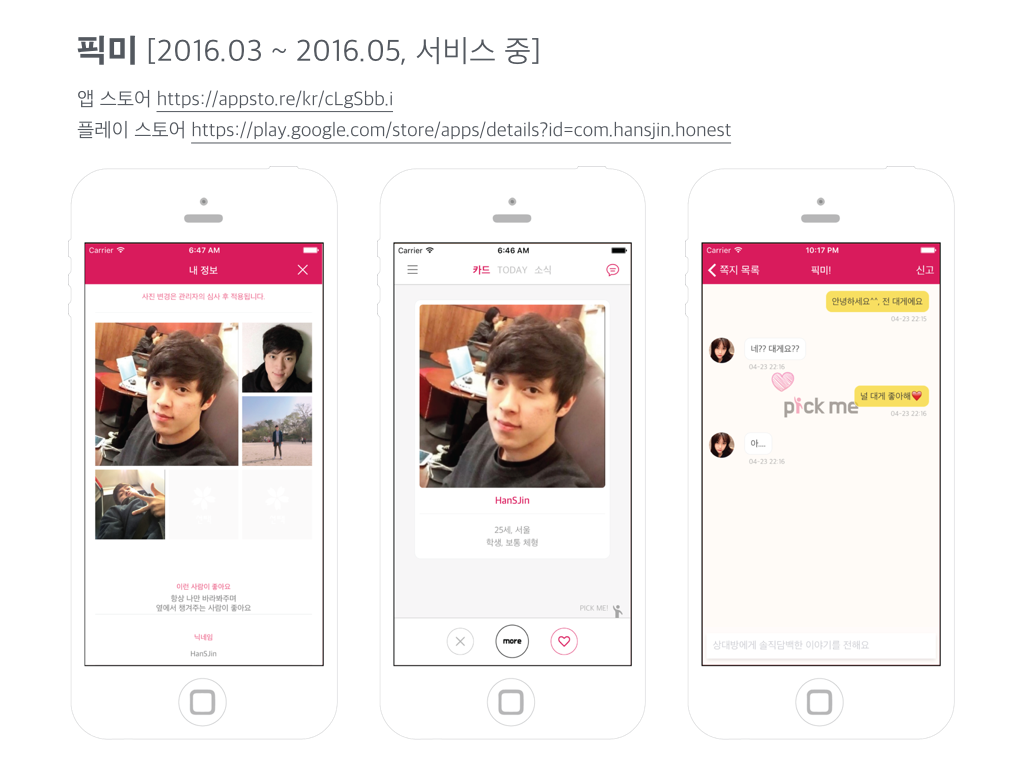 픽미 [2016.03 ~ 2016.05, 서비스 중]
앱 스토어 https://appsto.re/kr/cLgSbb.i
플레이 스토어 https://play.google.com/store/apps/details?id=com.hansjin.honest
Carrier 6:47 AM
내 정보
사진 변경은 관리자의 심사 후 적용됩니다.
이런 사람이 좋아요
항상 나만 바라봐주며
옆에서 챙겨주는 사람이 좋아요
닉네임
HanSJin
Carrier 6:46 AM
카드 TODAY 소식
HanSJin
25세, 서울
학생, 보통 체형
PICK ME!
more
Carrier 10:17 PM
쪽지 목록 픽미! 신고
안녕하세요^^, 전 대게에요
04-23 22:15
네?? 대게요??
04-23 22:16
널 대게 좋아해❤️
pick me
04-23 22:16
아....
04-23 22:16
상대방에게 솔직담백한 이야기를 전해요